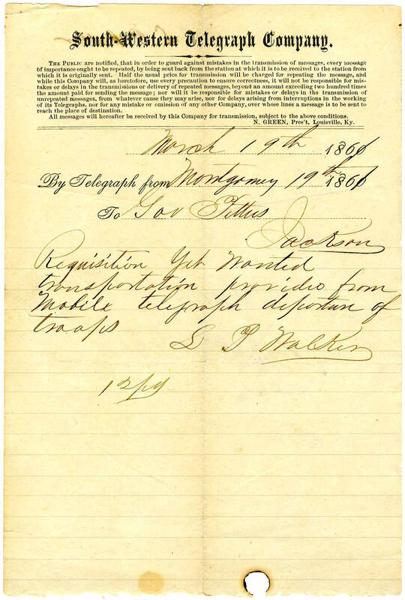 South-Western Telegraph Company.
THE PUBLIC are notified, that in order to guard against mistakes in the transmission of messages, every message
of importance ought to be repeated, by being sent back from the station at which it is to be received to the station from
which it is originally sent. Half the usual price for transmission will be charged for repeating the message, and
while this Company will, as heretofore, use every precaution to ensure correctness, it will not be responsible for mis-
takes or delays in the transmissions or delivery of repeated messages, beyond an amount exceeding two hundred times
the amount paid for sending the message; nor will it be responsible for mistakes or delays in the transmission of
unrepeated messages, from whatever cause they may arise, nor for delays arising from interruptions in the working
of its Telegraphs, nor for any mistake or omission of any other Company, over whose lines a message is to be sent to
reach the place of destination.
All messages will hereafter be received by this Company for transmission, subject to the above conditions.
N. GREEN, Pres't, Louisville, Ky.
March 19th 1861
By Telegraph from Montgomey 19th 1861
To Gov Pettus
Jackson
Requisition Yet Wanted
transportation provided from
Mobile telegraph departure of
troops
L P Walker
12 pd